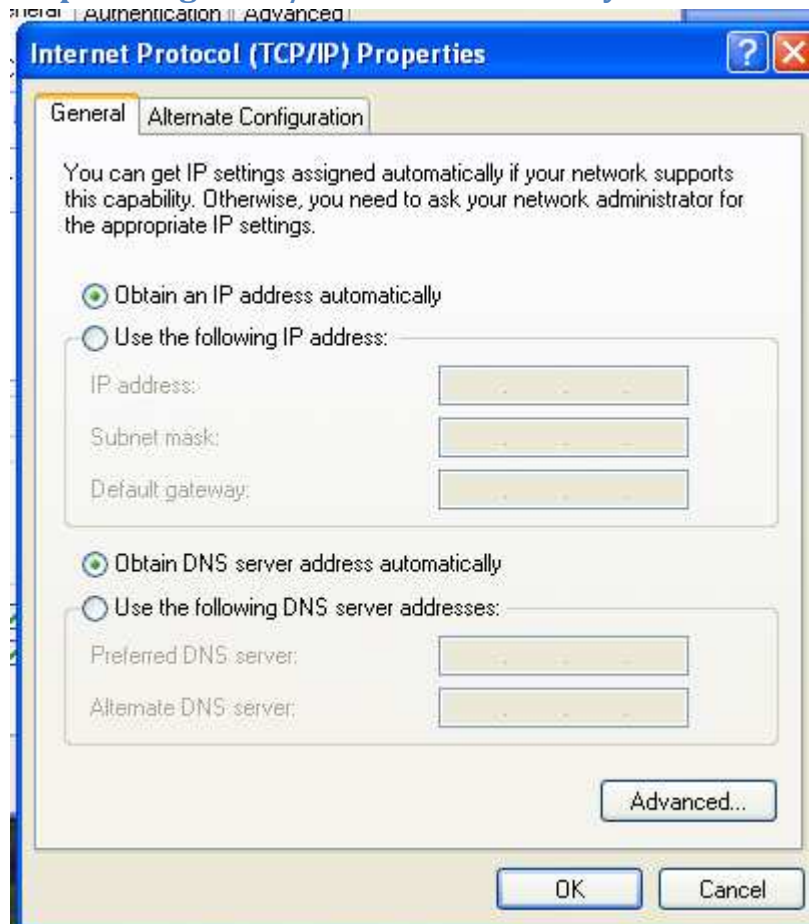 Authentication Advanced
Internet Protocol (TCP/IP) Properties
General Alternate Configuration
You can get IP settings assigned automatically if your network supports
this capability. Otherwise, you need to ask your network administrator for
the appropriate IP settings.
Obtain an IP address automatically
Use the following IP address:
IP address:
Subnet mask:
Default gateway:
Obtain DNS server address automatically
Use the following DNS server addresses:
Preferred DNS server:
Alternate DNS server:
Advanced...
OK Cancel